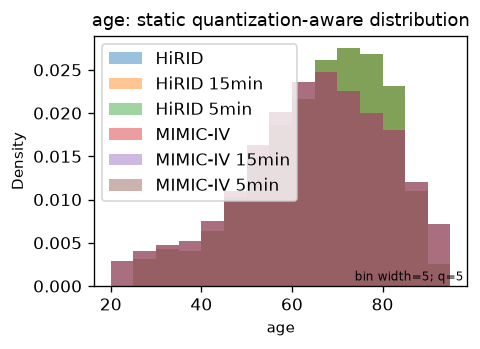 age: static quantization-aware distribution
HiRID
HiRID 15min
HiRID 5min
MIMIC-IV
MIMIC-IV 15min
MIMIC-IV 5min
Density
0.025
0.020
0.015
0.010
0.005
0.000
bin width=5; q=5
20
40
60
80
age